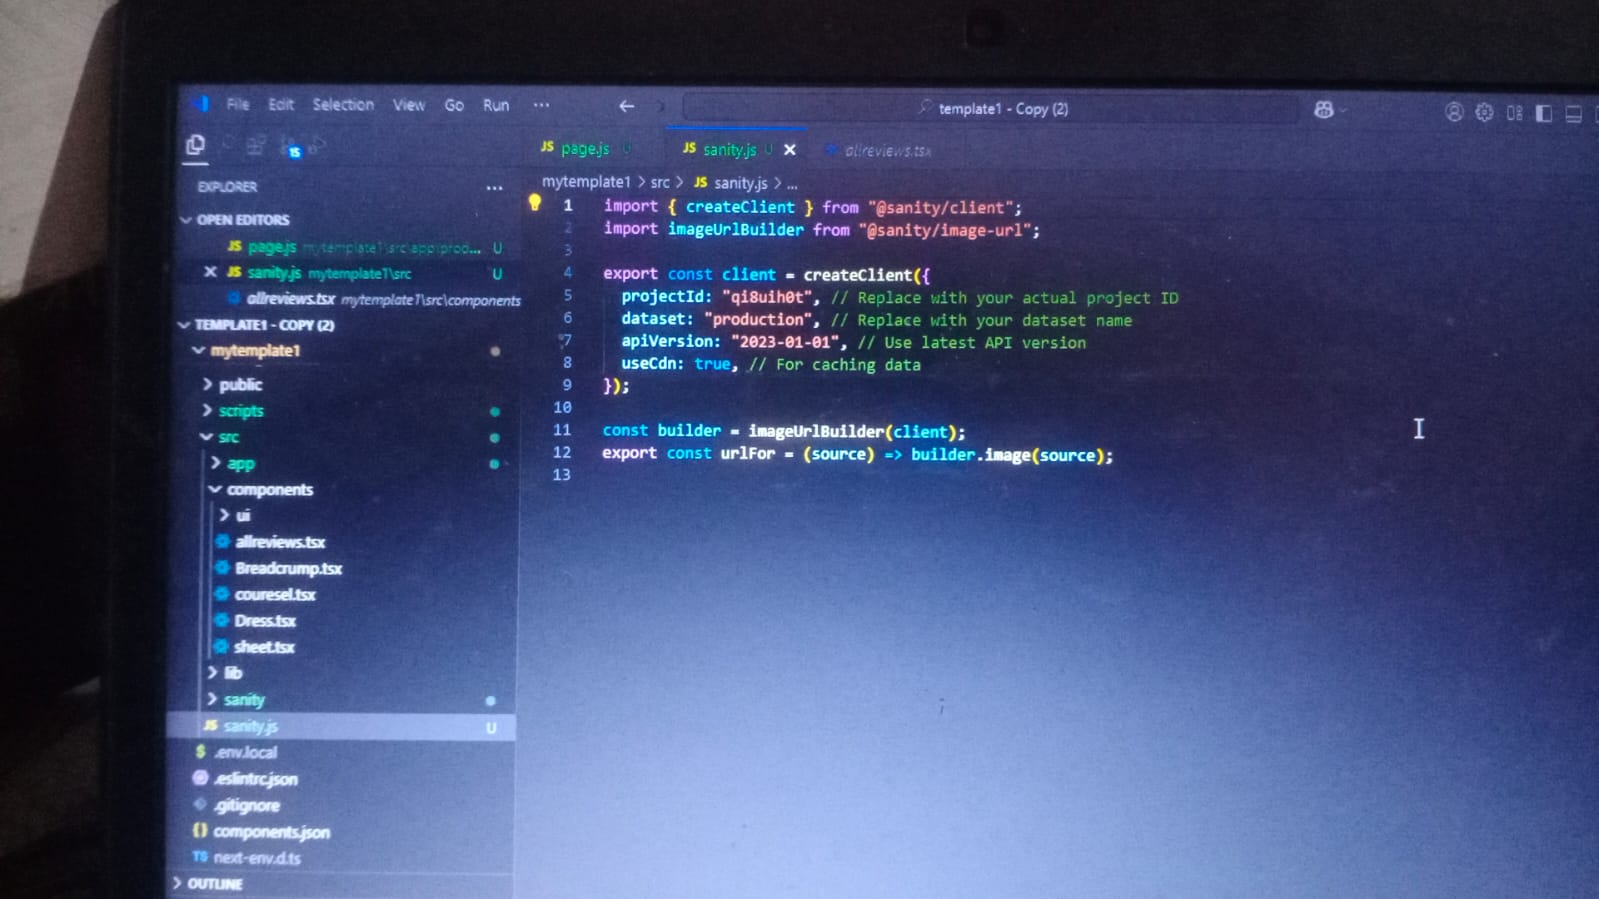 File Edit Selection View Go Run ... template1 - Copy (2)
JS page.js U JS sanity.js U allreviews.tsx
EXPLORER ...
mytemplate1 > src > JS sanity.js > ...
OPEN EDITORS
JS page.js mytemplate1\src\app\prod... U
JS sanity.js mytemplate1\src U
allreviews.tsx mytemplate1\src\components
TEMPLATE1 - COPY (2)
mytemplate1
public
scripts
src
app
components
ui
allreviews.tsx
Breadcrump.tsx
couresel.tsx
Dress.tsx
sheet.tsx
lib
sanity
JS sanity.js U
$ .env.local
.eslintrc.json
.gitignore
{} components.json
TS next-env.d.ts
OUTLINE
15
1 import { createClient } from "@sanity/client";
2 import imageUrlBuilder from "@sanity/image-url";
3
4 export const client = createClient({
5 projectId: "qi8uih0t", // Replace with your actual project ID
6 dataset: "production", // Replace with your dataset name
7 apiVersion: "2023-01-01", // Use latest API version
8 useCdn: true, // For caching data
9 });
10
11 const builder = imageUrlBuilder(client);
12 export const urlFor = (source) => builder.image(source);
13